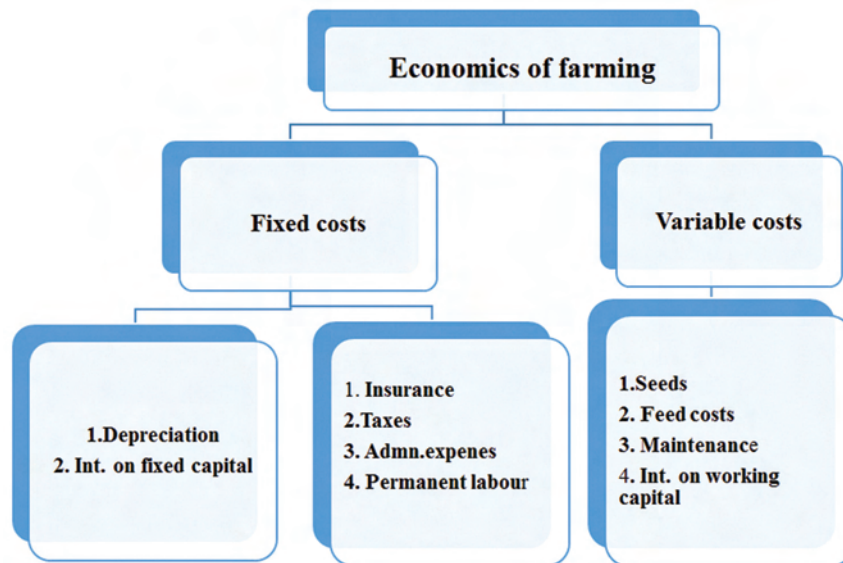 Economics of farming
Fixed costs
Variable costs
1.Depreciation
2. Int. on fixed capital
1. Insurance
2.Taxes
3. Admn.expenes
4. Permanent labour
1.Seeds
2. Feed costs
3. Maintenance
4. Int. on working
capital